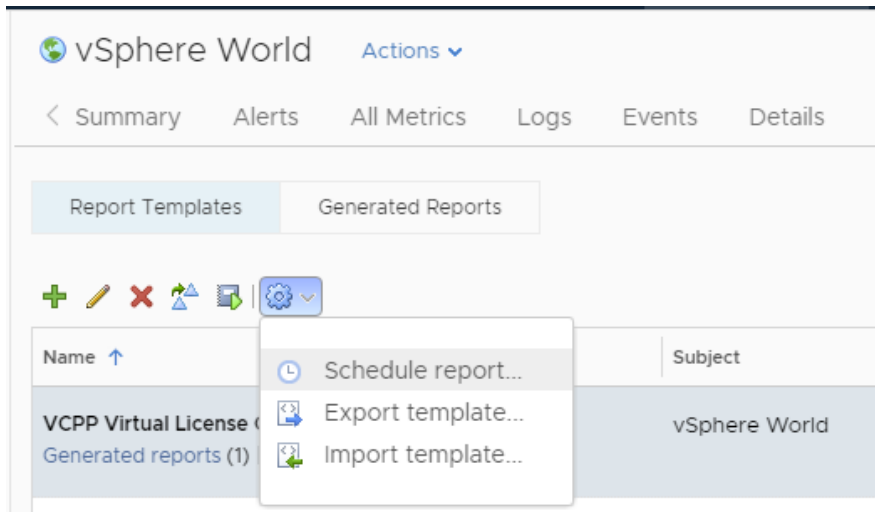 vSphere World Actions
Summary Alerts All Metrics Logs Events Details
Report Templates Generated Reports
Name Subject
Schedule report...
VCPP Virtual License vSphere World
Export template...
Generated reports (1)
Import template...